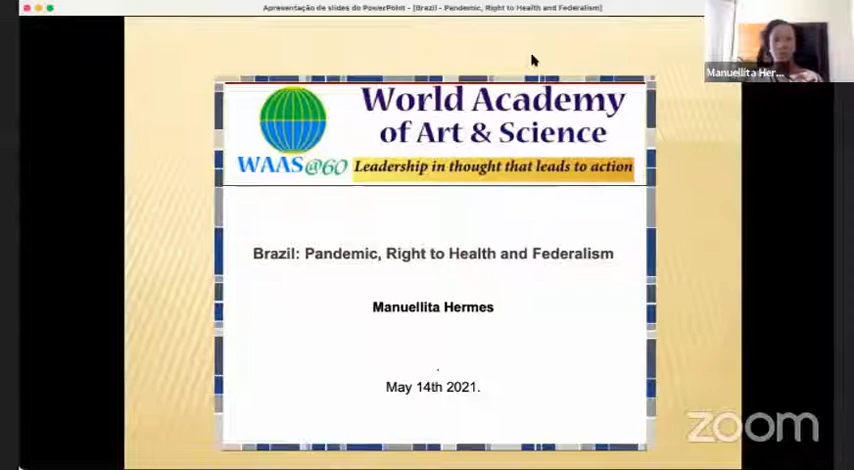 Apresentação de slides do PowerPoint - [Brazil - Pandemic, Right to Health and Federalism]
Manuellita Her...
World Academy
of Art & Science
WAAS@60 Leadership in thought that leads to action
Brazil: Pandemic, Right to Health and Federalism
Manuellita Hermes
.
May 14th 2021.
zoom